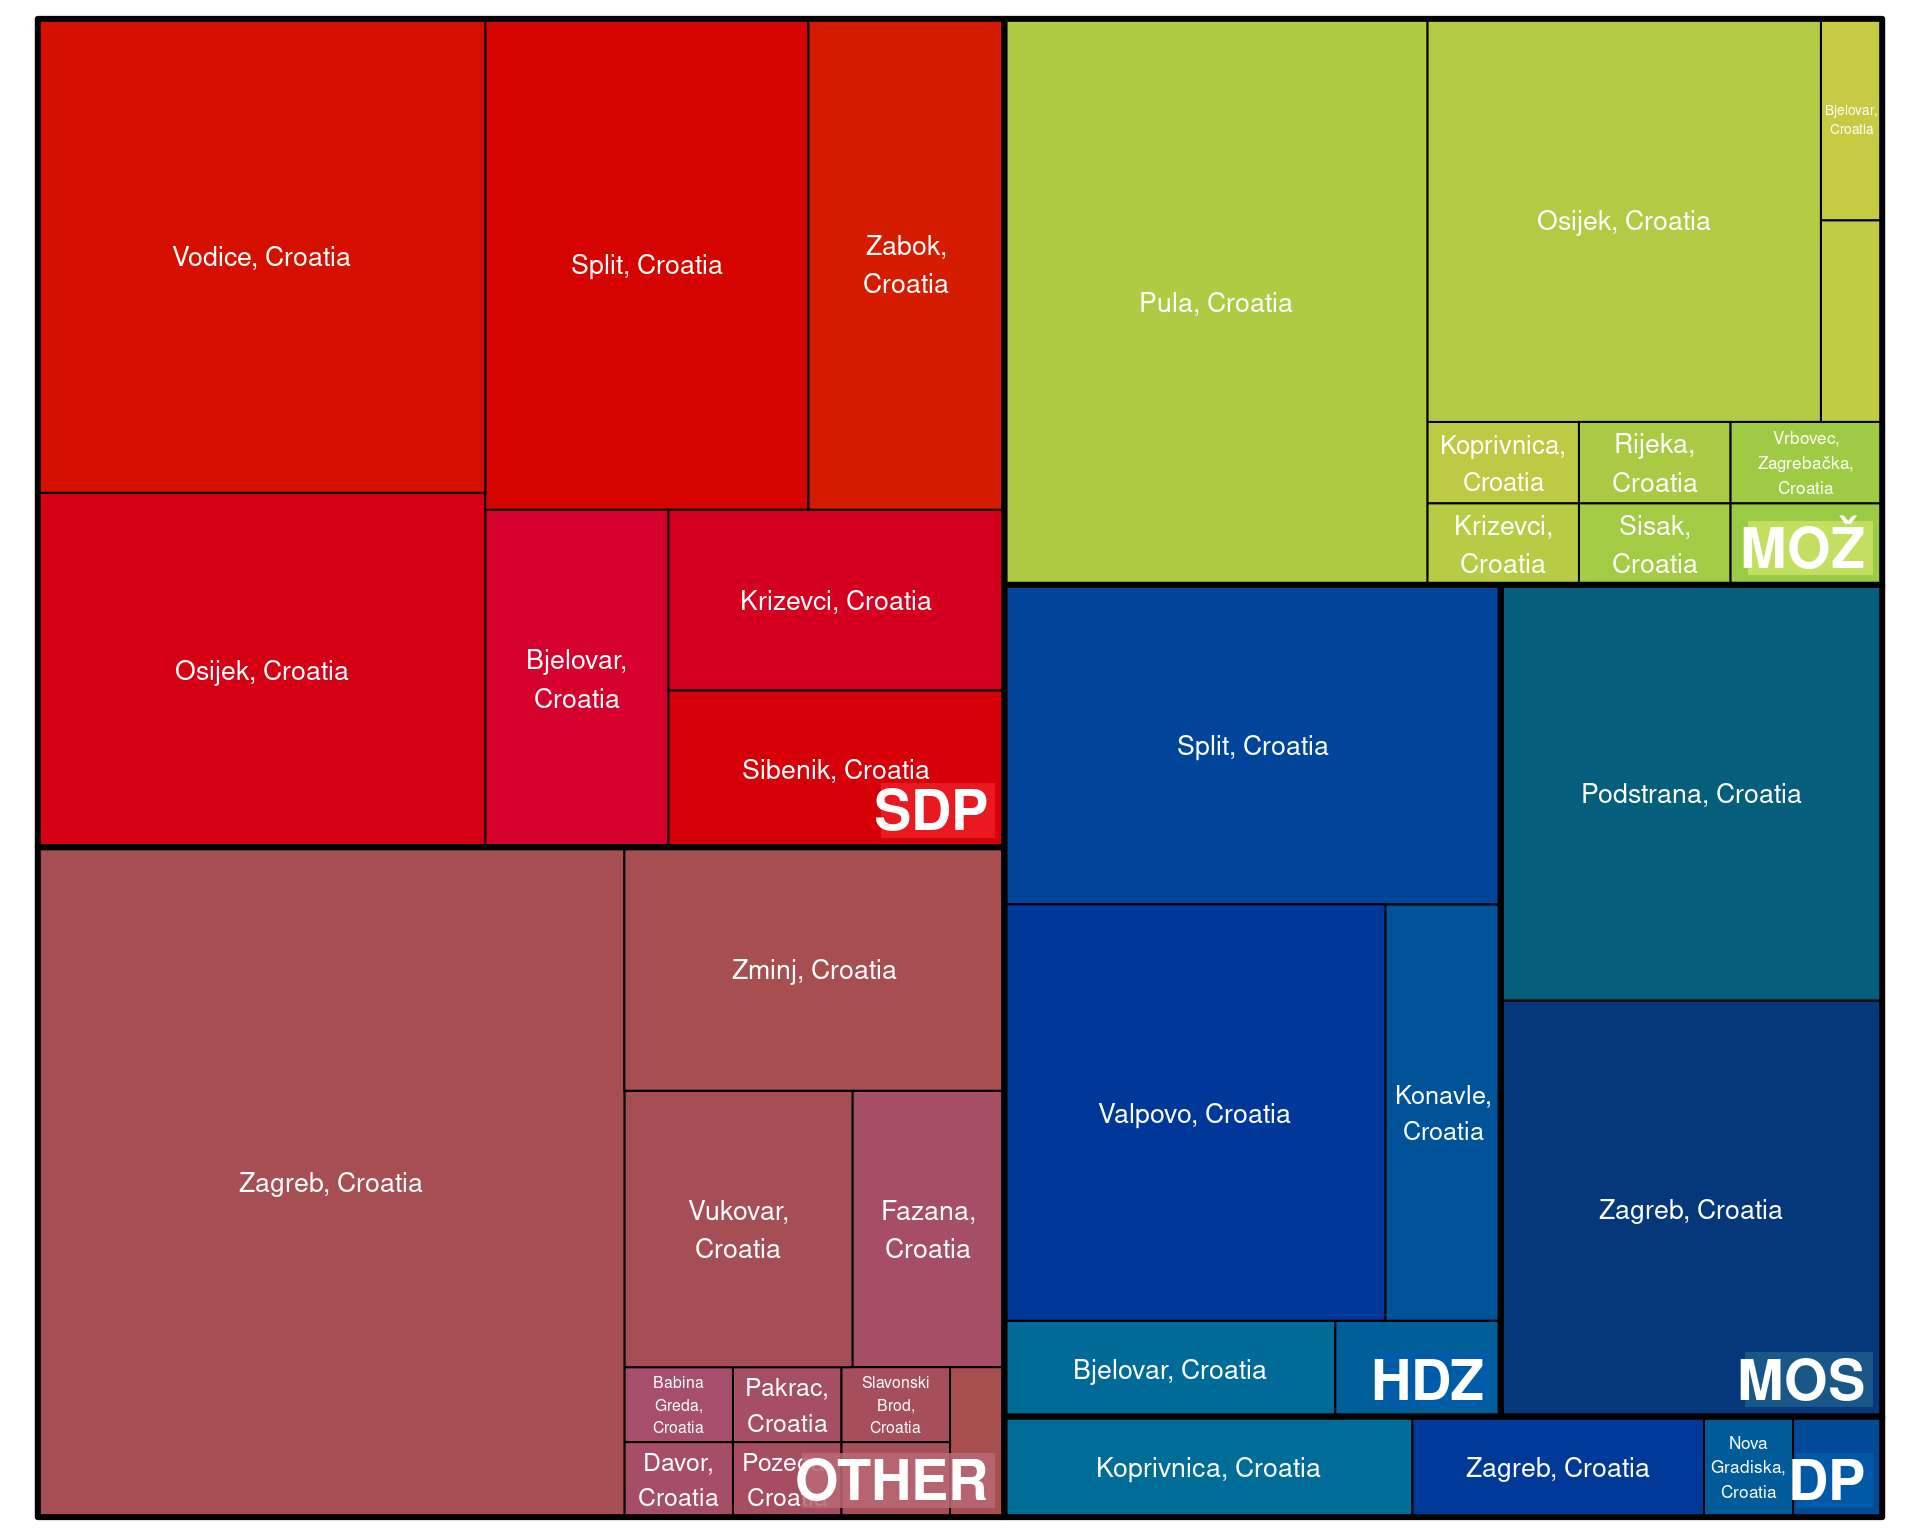 Vodice, Croatia
Split, Croatia
Zabok,
Croatia
Osijek, Croatia
Bjelovar,
Croatia
Krizevci, Croatia
Sibenik, Croatia
SDP
Pula, Croatia
Osijek, Croatia
Bjelovar,
Croatia
Koprivnica,
Croatia
Rijeka,
Croatia
Vrbovec,
Zagrebačka,
Croatia
Krizevci,
Croatia
Sisak,
Croatia
MOŽ
Zagreb, Croatia
Zminj, Croatia
Vukovar,
Croatia
Fazana,
Croatia
Babina
Greda,
Croatia
Pakrac,
Croatia
Slavonski
Brod,
Croatia
Davor,
Croatia
OTHER
Split, Croatia
Valpovo, Croatia
Konavle,
Croatia
Bjelovar, Croatia
HDZ
Podstrana, Croatia
Zagreb, Croatia
MOS
Koprivnica, Croatia
Zagreb, Croatia
Nova
Gradiska,
Croatia
DP